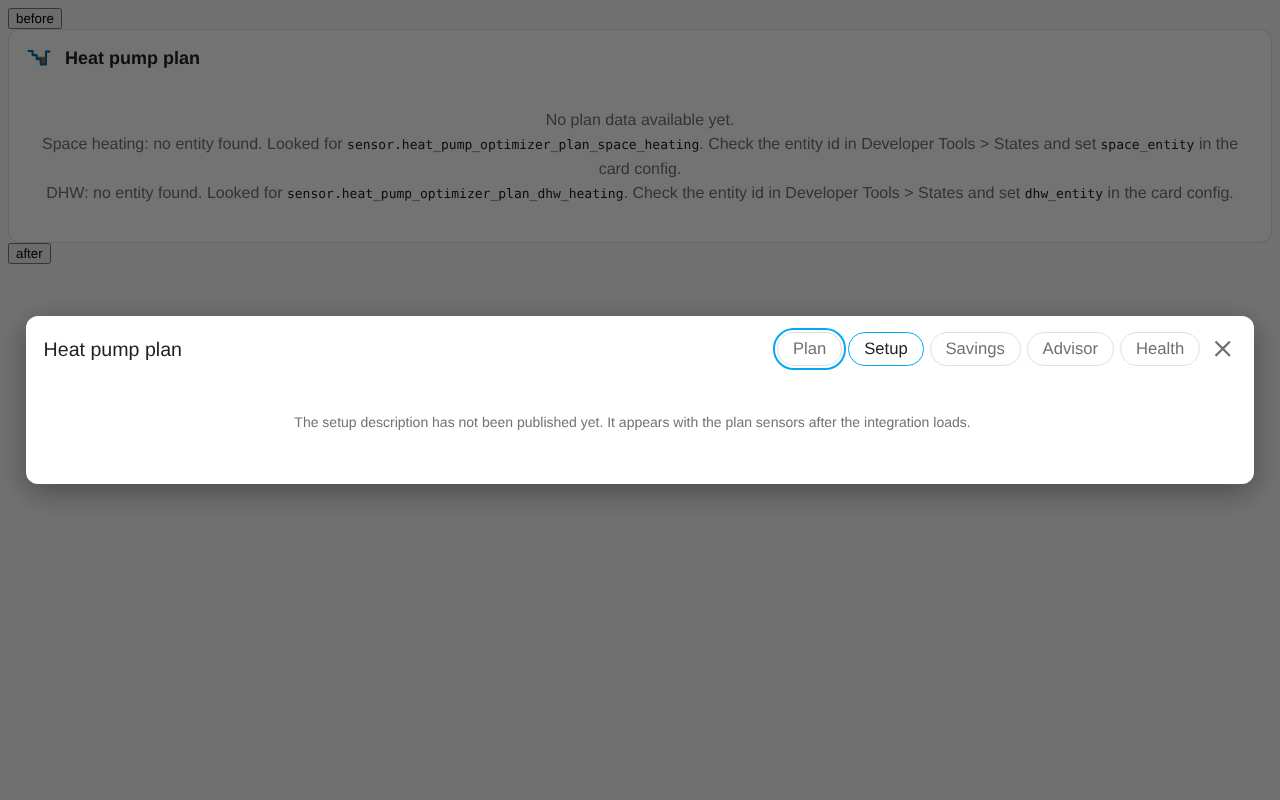 before
Heat pump plan
No plan data available yet.
Space heating: no entity found. Looked for sensor.heat_pump_optimizer_plan_space_heating. Check the entity id in Developer Tools > States and set space_entity in the
card config.
DHW: no entity found. Looked for sensor.heat_pump_optimizer_plan_dhw_heating. Check the entity id in Developer Tools > States and set dhw_entity in the card config.
after
Heat pump plan
Plan
Setup
Savings
Advisor
Health
The setup description has not been published yet. It appears with the plan sensors after the integration loads.